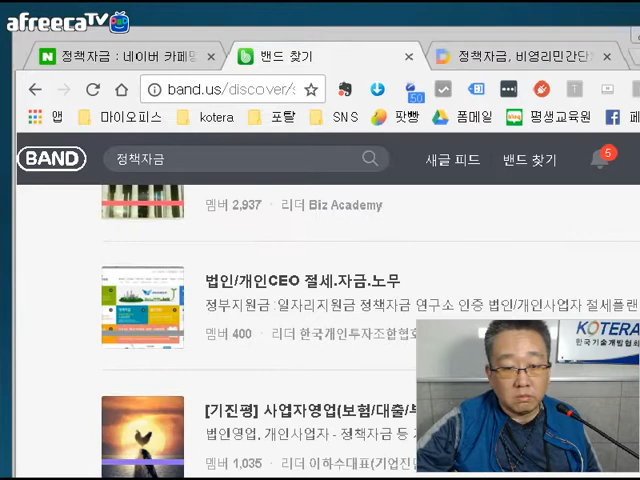 afreecaTV
정책자금 : 네이버 카페
밴드 찾기
정책자금, 비영리민간단
band.us/discover/s
50
앱
마이오피스
kotera
포탈
SNS
팟빵
폼메일
평생교육원
BAND
정책자금
새글 피드
밴드 찾기
5
멤버 2,937 · 리더 Biz Academy
법인/개인CEO 절세.자금.노무
정부지원금 :일자리지원금 정책자금 연구소 인증 법인/개인사업자 절세플랜
멤버 400 · 리더 한국개인투자조합협회
KOTERA
한국기술개발협회
[기진평] 사업자영업(보험/대출/
법인영업, 개인사업자 - 정책자금 등
멤버 1,035 · 리더 이하수대표(기업진